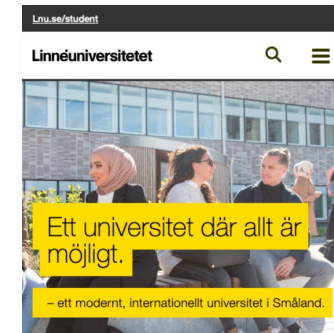 Lnu.se/student
Linnéuniversitetet
Ett universitet där allt är
möjligt.
– ett modernt, internationellt universitet i Småland.